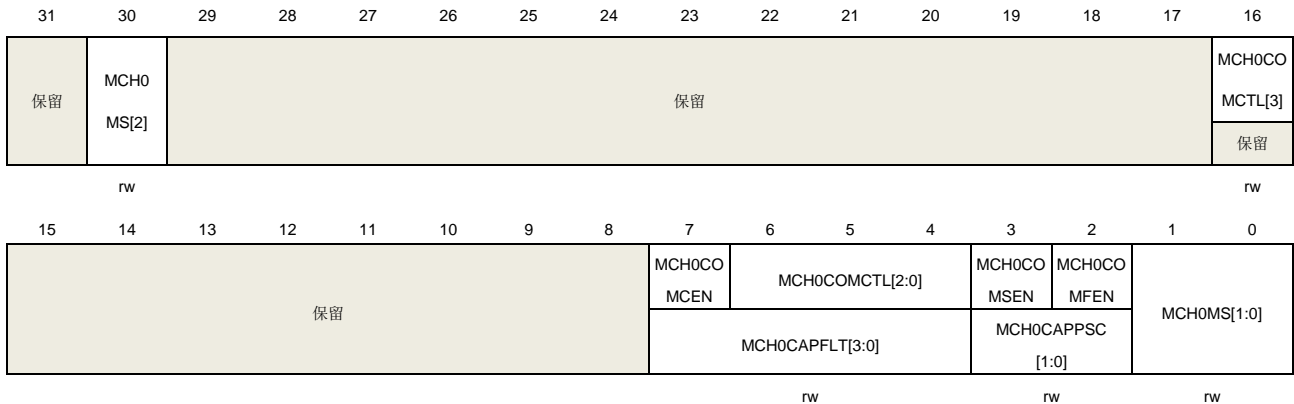 31 30 29 28 27 26 25 24 23 22 21 20 19 18 17 16
保留
MCH0
MS[2]
保留
MCH0CO
MCTL[3]
保留
rw rw
15 14 13 12 11 10 9 8 7 6 5 4 3 2 1 0
保留
MCH0CO
MCEN
MCH0COMCTL[2:0]
MCH0CO
MSEN
MCH0CO
MFEN
MCH0MS[1:0]
MCH0CAPFLT[3:0]
MCH0CAPPSC
[1:0]
rw rw rw